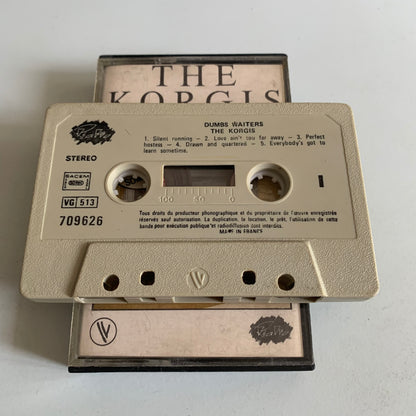 THE
KORGIS
DUMBS WAITERS
THE KORGIS
1. Silent running – 2. Love ain't too far away – 3. Perfect
hostess – 4. Drawn and quartered – 5. Everybody's got to
learn sometime.
STEREO
SACEM
VG 513
709626
100 50 0
I
Tous droits du producteur phonographique et du propriétaire de l'œuvre enregistrée
réservés sauf autorisation. La duplication, la location, le prêt, l'utilisation de cette
bande pour exécution publique et radiodiffusion sont interdits.
MADE IN FRANCE